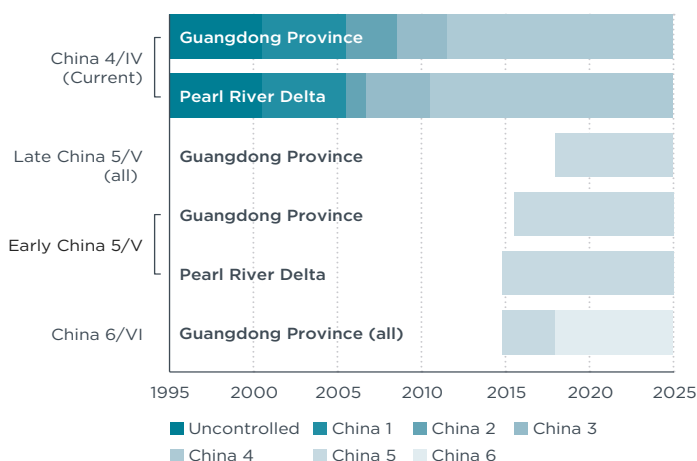 China 4/IV
(Current)
Guangdong Province
Pearl River Delta
Late China 5/V
(all)
Guangdong Province
Early China 5/V
Guangdong Province
Pearl River Delta
China 6/VI
Guangdong Province (all)
1995 2000 2005 2010 2015 2020 2025
Uncontrolled China 1 China 2 China 3
China 4 China 5 China 6